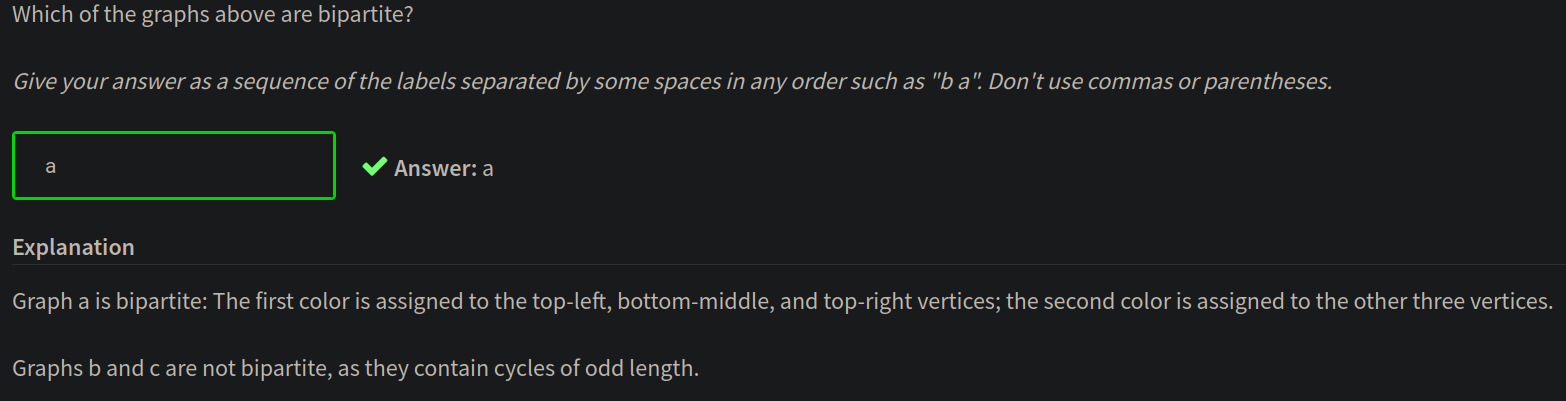 Which of the graphs above are bipartite?
Give your answer as a sequence of the labels separated by some spaces in any order such as "b a". Don't use commas or parentheses.
a
Answer: a
Explanation
Graph a is bipartite: The first color is assigned to the top-left, bottom-middle, and top-right vertices; the second color is assigned to the other three vertices.
Graphs b and c are not bipartite, as they contain cycles of odd length.